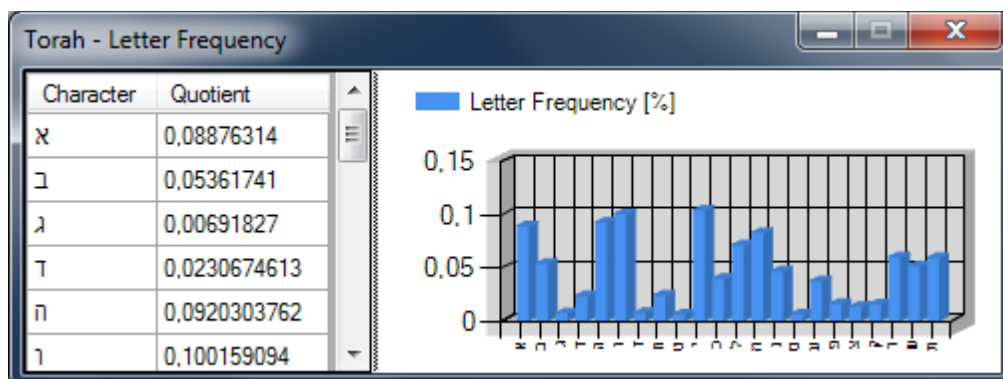 Torah - Letter Frequency
Character Quotient
א 0,08876314
ב 0,05361741
ג 0,00691827
ד 0,0230674613
ה 0,0920303762
ו 0,100159094
Letter Frequency [%]
0,15
0,1
0,05
0